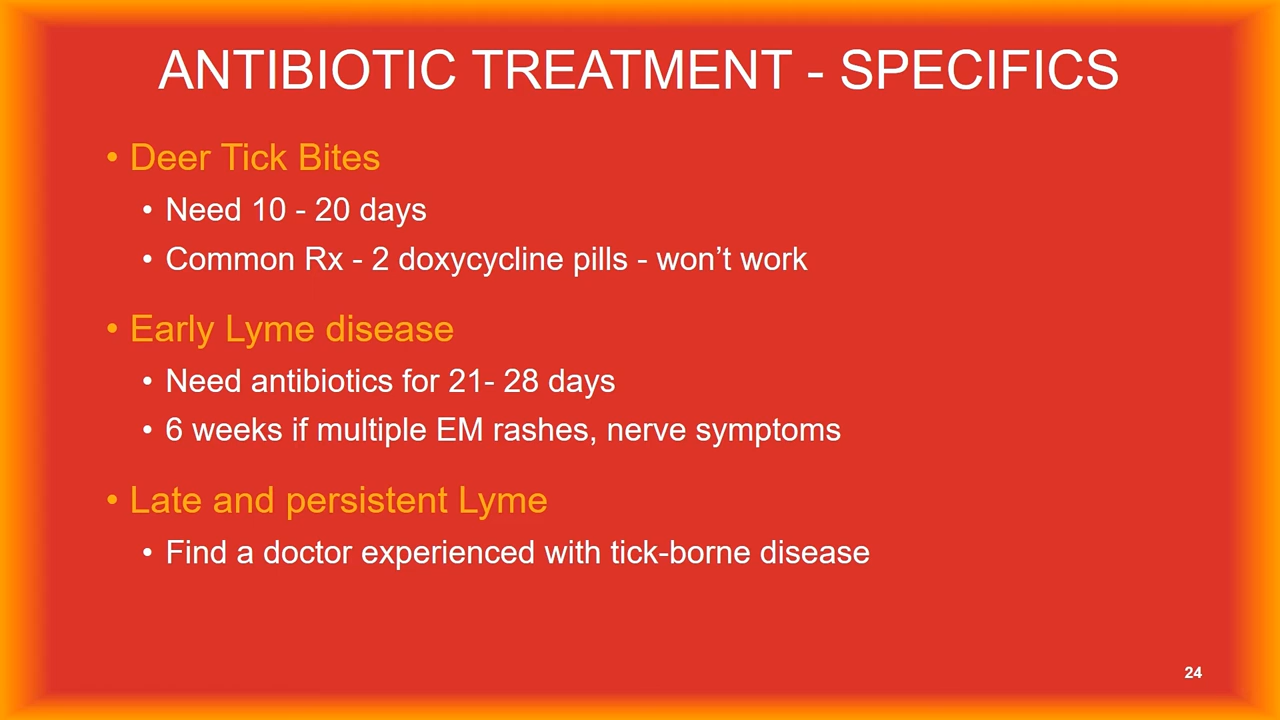 ANTIBIOTIC TREATMENT - SPECIFICS
• Deer Tick Bites
• Need 10 - 20 days
• Common Rx - 2 doxycycline pills - won’t work
• Early Lyme disease
• Need antibiotics for 21- 28 days
• 6 weeks if multiple EM rashes, nerve symptoms
• Late and persistent Lyme
• Find a doctor experienced with tick-borne disease
24